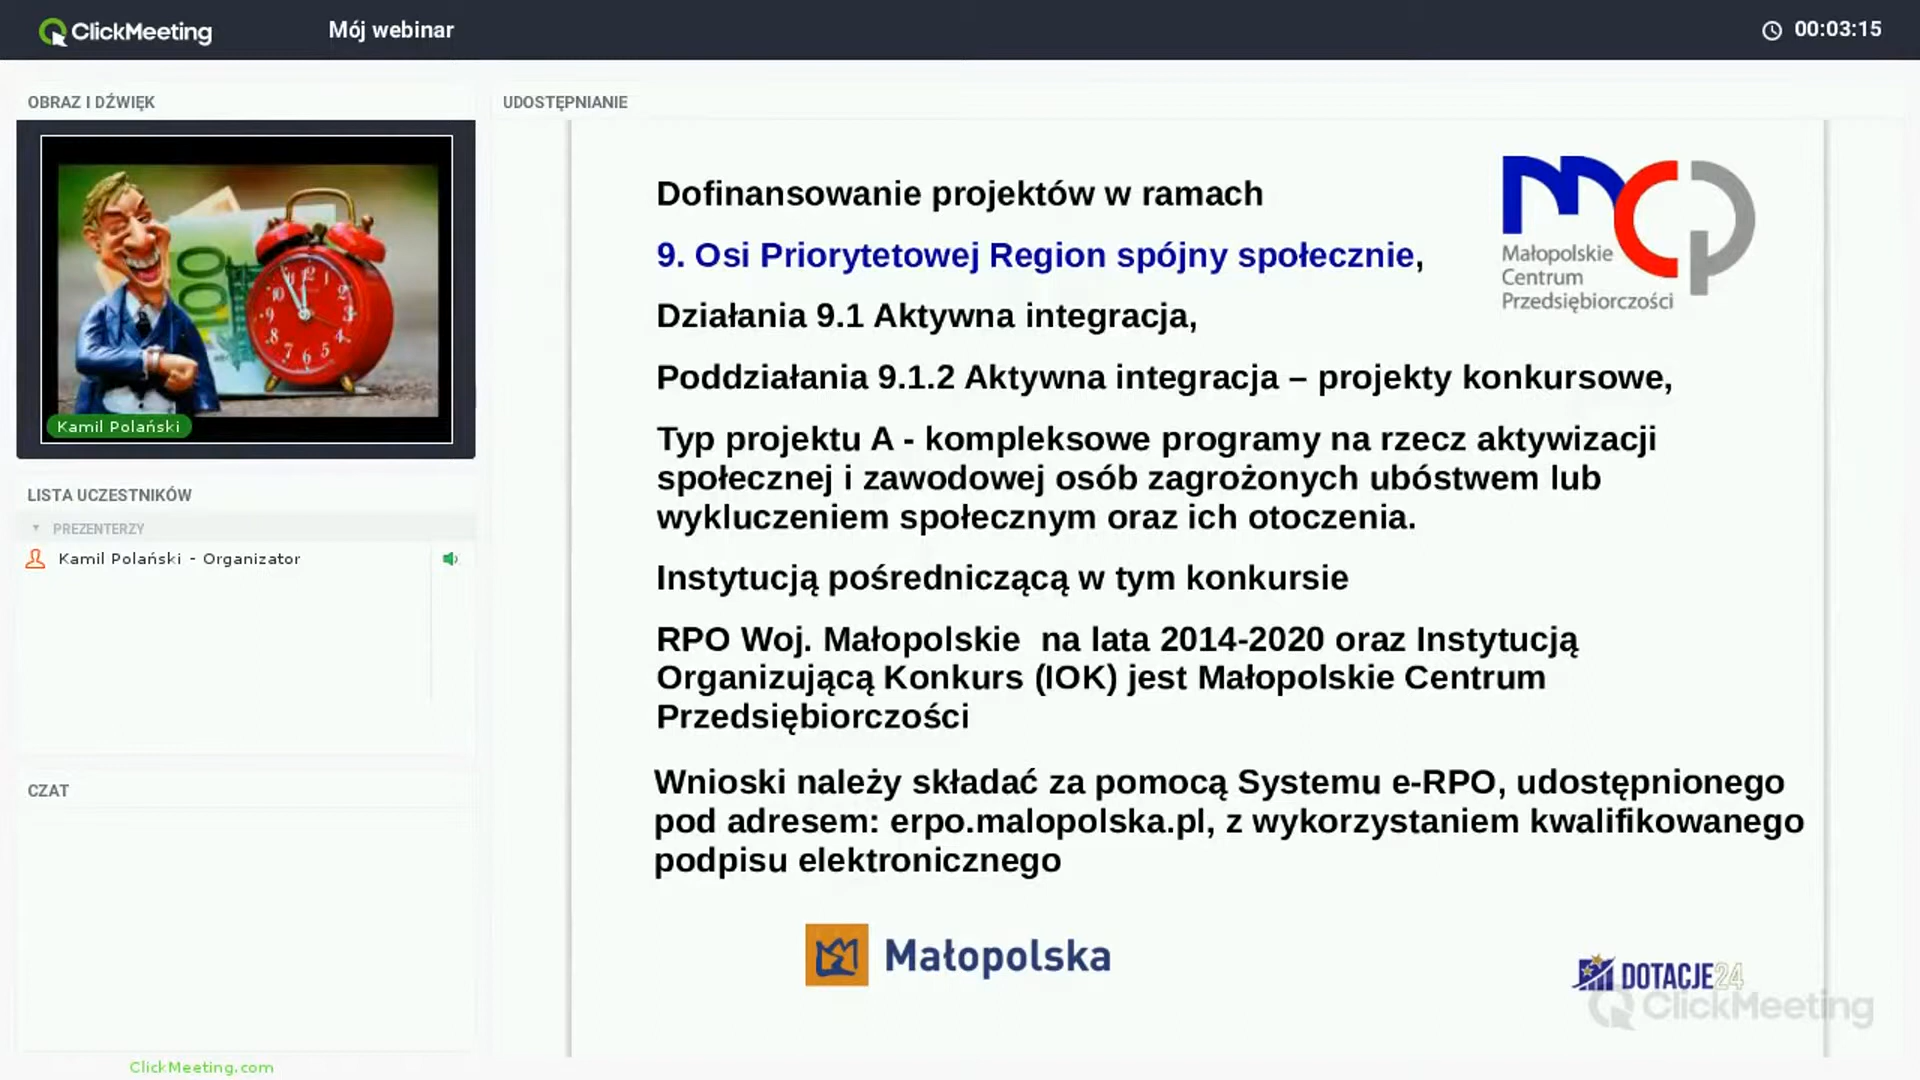 ClickMeeting
Mój webinar
00:03:15
OBRAZ I DŹWIĘK
UDOSTĘPNIANIE
100
Kamil Polański
LISTA UCZESTNIKÓW
PREZENTERZY
Kamil Polański - Organizator
CZAT
ClickMeeting.com
Dofinansowanie projektów w ramach
9. Osi Priorytetowej Region spójny społecznie,
Działania 9.1 Aktywna integracja,
Poddziałania 9.1.2 Aktywna integracja – projekty konkursowe,
Typ projektu A - kompleksowe programy na rzecz aktywizacji
społecznej i zawodowej osób zagrożonych ubóstwem lub
wykluczeniem społecznym oraz ich otoczenia.
Instytucją pośredniczącą w tym konkursie
RPO Woj. Małopolskie na lata 2014-2020 oraz Instytucją
Organizującą Konkurs (IOK) jest Małopolskie Centrum
Przedsiębiorczości
Wnioski należy składać za pomocą Systemu e-RPO, udostępnionego
pod adresem: erpo.malopolska.pl, z wykorzystaniem kwalifikowanego
podpisu elektronicznego
mcp
Małopolskie
Centrum
Przedsiębiorczości
Małopolska
DOTACJE24
ClickMeeting